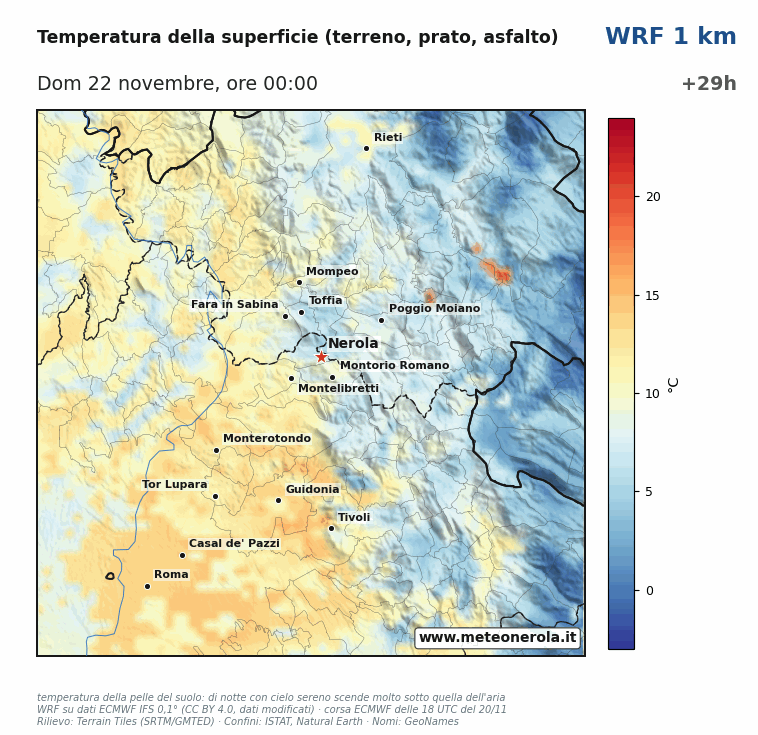 Temperatura della superficie (terreno, prato, asfalto)
WRF 1 km
Dom 22 novembre, ore 00:00
+29h
Rieti
Mompeo
Toffia
Fara in Sabina
Poggio Moiano
Nerola
Montorio Romano
Montelibretti
Monterotondo
Tor Lupara
Guidonia
Tivoli
Casal de' Pazzi
Roma
www.meteonerola.it
20
15
10
5
0
°C
temperatura della pelle del suolo: di notte con cielo sereno scende molto sotto quella dell'aria
WRF su dati ECMWF IFS 0,1° (CC BY 4.0, dati modificati) · corsa ECMWF delle 18 UTC del 20/11
Rilievo: Terrain Tiles (SRTM/GMTED) · Confini: ISTAT, Natural Earth · Nomi: GeoNames